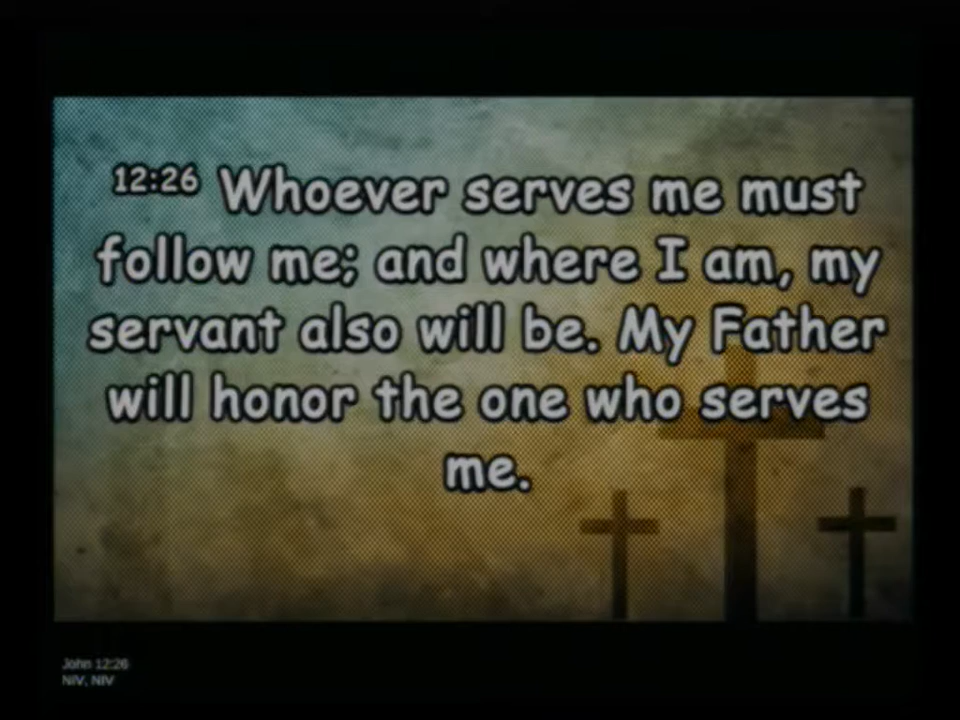 12:26 Whoever serves me must
follow me; and where I am, my
servant also will be. My Father
will honor the one who serves
me.
John 12:26
NIV, NIV